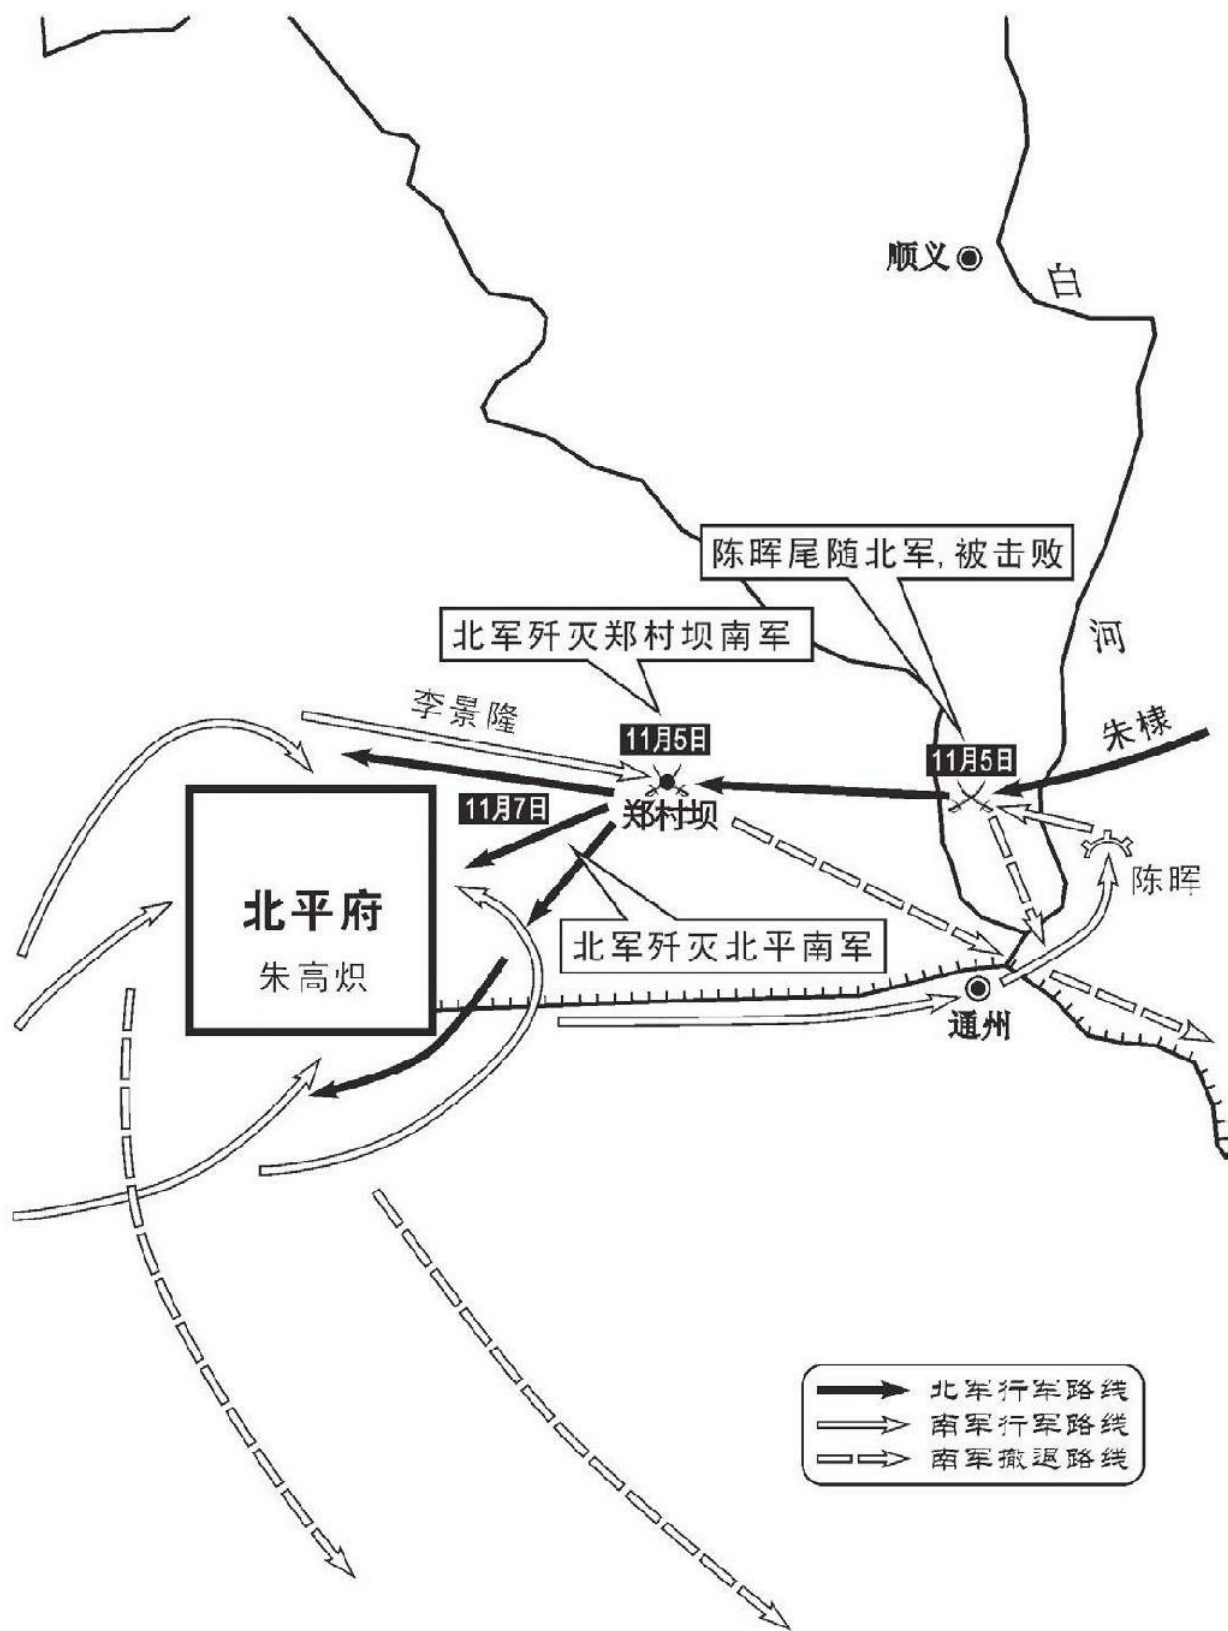 顺义
白
河
陈晖尾随北军,被击败
北军歼灭郑村坝南军
李景隆
11月5日
郑村坝
11月5日
朱棣
11月7日
陈晖
北平府
朱高炽
北军歼灭北平南军
通州
北军行军路线
南军行军路线
南军撤退路线